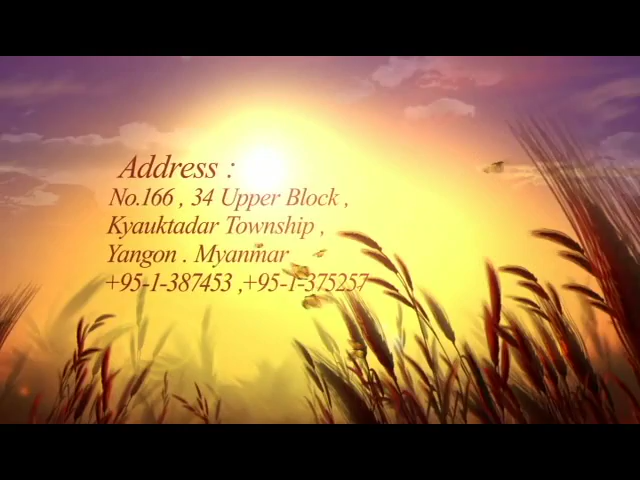 Address :
No.166 , 34 Upper Block ,
Kyauktadar Township ,
Yangon . Myanmar
+95-1-387453 ,+95-1-375257